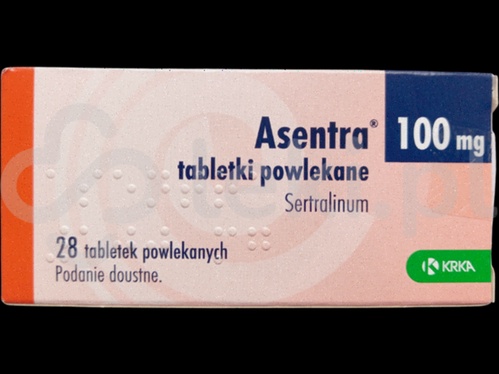 Asentra® 100 mg
tabletki powlekane
Sertralinum
28 tabletek powlekanych
Podanie doustne.
KRKA